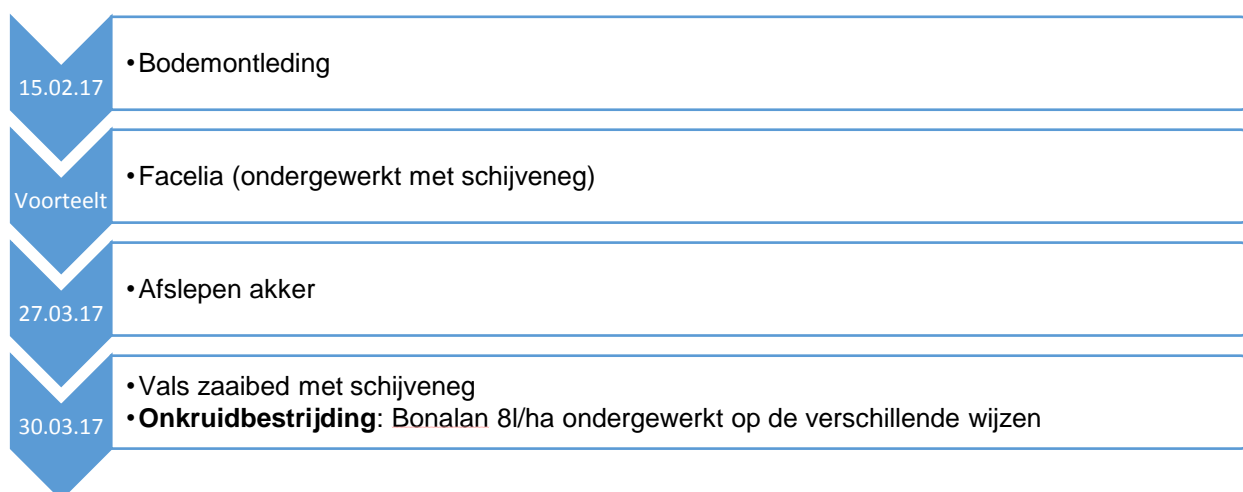 15.02.17
•Bodemontleding
Voorteelt
•Facelia (ondergewerkt met schijveneg)
27.03.17
•Afslepen akker
30.03.17
•Vals zaaibed met schijveneg
•Onkruidbestrijding: Bonalan 8l/ha ondergewerkt op de verschillende wijzen